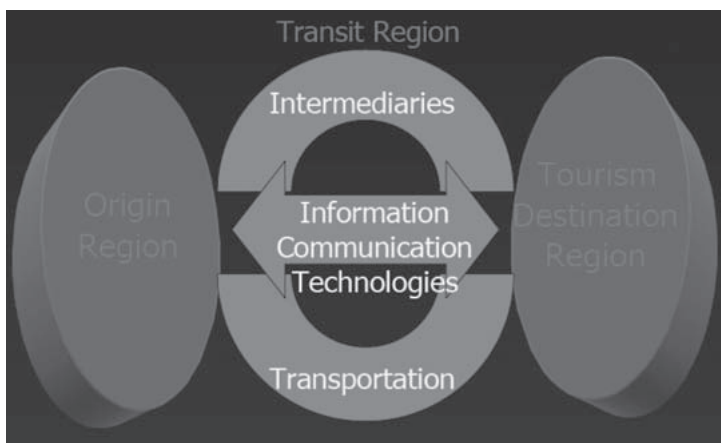 Transit Region
Intermediaries
Origin
Region
Information
Communication
Technologies
Tourism
Destination
Region
Transportation